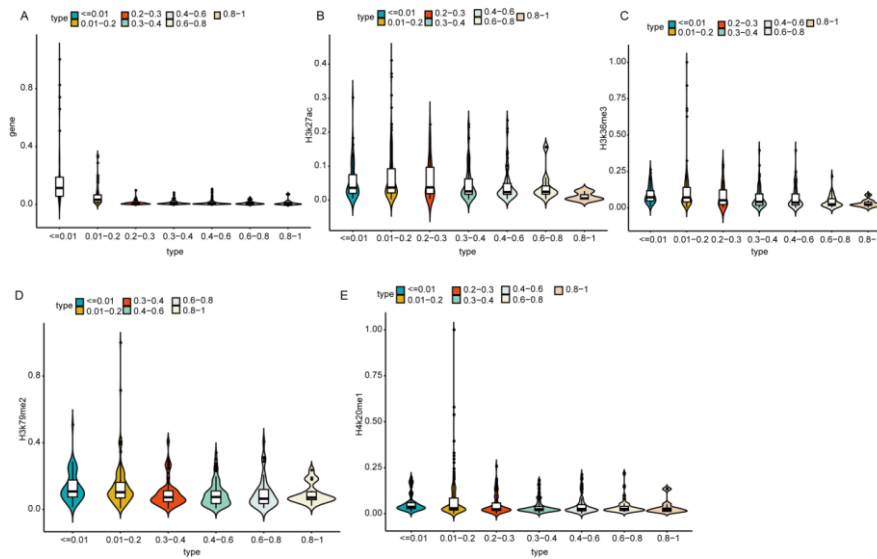 A
type <=0.01 0.2−0.3 0.4−0.6 0.8−1
0.01−0.2 0.3−0.4 0.6−0.8
gene
0.8
0.4
0.0
<=0.01 0.01−0.2 0.2−0.3 0.3−0.4 0.4−0.6 0.6−0.8 0.8−1
type
B
type <=0.01 0.2−0.3 0.4−0.6 0.8−1
0.01−0.2 0.3−0.4 0.6−0.8
H3k27ac
0.4
0.2
0.1
0.0
<=0.01 0.01−0.2 0.2−0.3 0.3−0.4 0.4−0.6 0.6−0.8 0.8−1
type
C
type <=0.01 0.2−0.3 0.4−0.6 0.8−1
0.01−0.2 0.3−0.4 0.6−0.8
H3k36me3
1.00
0.75
0.50
0.25
0.00
<=0.01 0.01−0.2 0.2−0.3 0.3−0.4 0.4−0.6 0.6−0.8 0.8−1
type
D
type <=0.01 0.3−0.4 0.6−0.8
0.01−0.2 0.4−0.6 0.8−1
H3k79me2
0.8
0.4
0.0
<=0.01 0.01−0.2 0.3−0.4 0.4−0.6 0.6−0.8 0.8−1
type
E
type <=0.01 0.2−0.3 0.4−0.6 0.8−1
0.01−0.2 0.3−0.4 0.6−0.8
H4k20me1
1.00
0.75
0.50
0.25
0.00
<=0.01 0.01−0.2 0.2−0.3 0.3−0.4 0.4−0.6 0.6−0.8 0.8−1
type